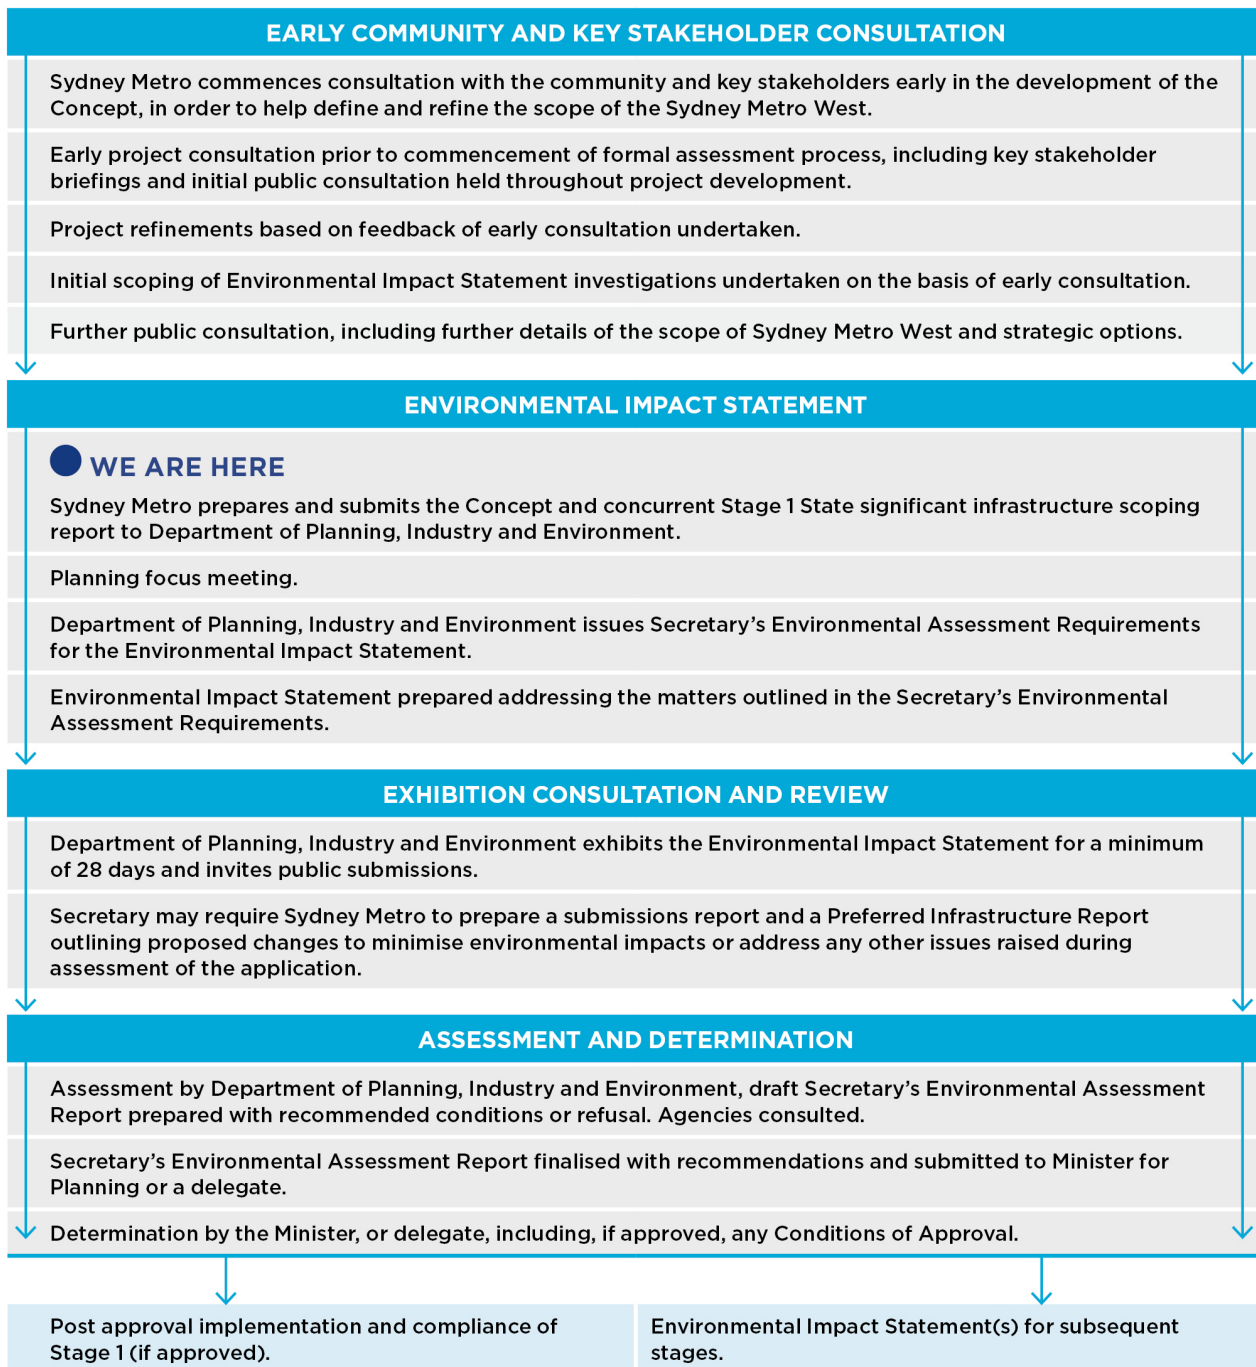 EARLY COMMUNITY AND KEY STAKEHOLDER CONSULTATION
Sydney Metro commences consultation with the community and key stakeholders early in the development of the
Concept, in order to help define and refine the scope of the Sydney Metro West.
Early project consultation prior to commencement of formal assessment process, including key stakeholder
briefings and initial public consultation held throughout project development.
Project refinements based on feedback of early consultation undertaken.
Initial scoping of Environmental Impact Statement investigations undertaken on the basis of early consultation.
Further public consultation, including further details of the scope of Sydney Metro West and strategic options.
ENVIRONMENTAL IMPACT STATEMENT
WE ARE HERE
Sydney Metro prepares and submits the Concept and concurrent Stage 1 State significant infrastructure scoping
report to Department of Planning, Industry and Environment.
Planning focus meeting.
Department of Planning, Industry and Environment issues Secretary's Environmental Assessment Requirements
for the Environmental Impact Statement.
Environmental Impact Statement prepared addressing the matters outlined in the Secretary's Environmental
Assessment Requirements.
EXHIBITION CONSULTATION AND REVIEW
Department of Planning, Industry and Environment exhibits the Environmental Impact Statement for a minimum
of 28 days and invites public submissions.
Secretary may require Sydney Metro to prepare a submissions report and a Preferred Infrastructure Report
outlining proposed changes to minimise environmental impacts or address any other issues raised during
assessment of the application.
ASSESSMENT AND DETERMINATION
Assessment by Department of Planning, Industry and Environment, draft Secretary's Environmental Assessment
Report prepared with recommended conditions or refusal. Agencies consulted.
Secretary's Environmental Assessment Report finalised with recommendations and submitted to Minister for
Planning or a delegate.
Determination by the Minister, or delegate, including, if approved, any Conditions of Approval.
Post approval implementation and compliance of
Stage 1 (if approved).
Environmental Impact Statement(s) for subsequent
stages.